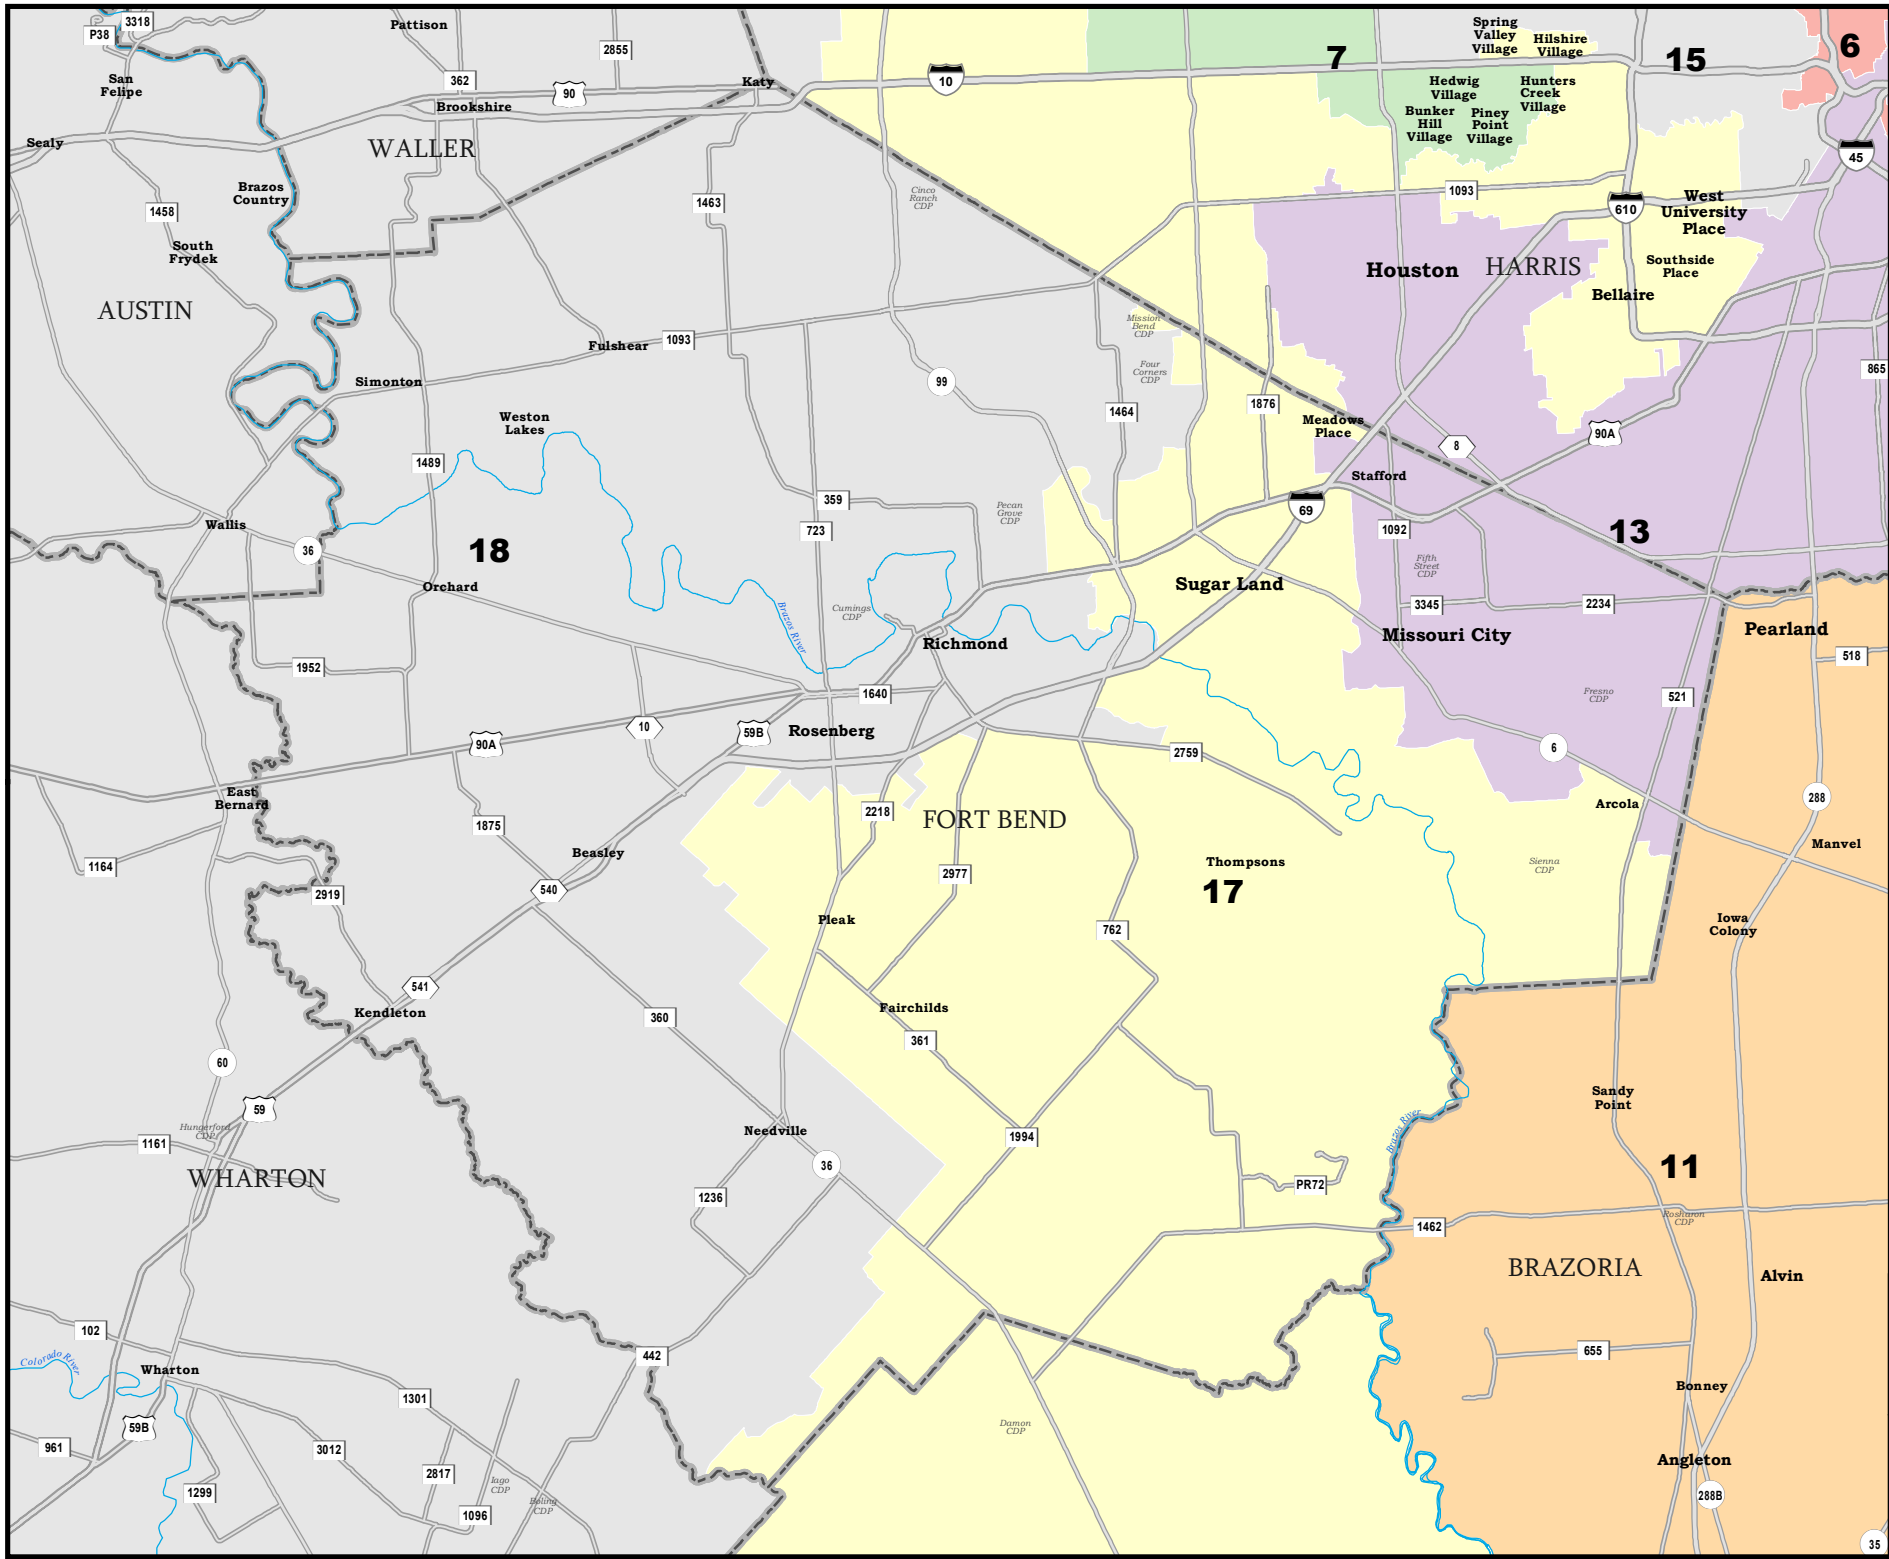 3318
P38
Pattison
2855
Spring
Valley
Village
Hilshire
Village
7
15
6
San
Felipe
362
90
Katy
10
Brookshire
Hedwig
Village
Hunters
Creek
Village
Bunker
Hill
Village
Piney
Point
Village
Sealy
WALLER
45
Brazos
Country
1458
1463
Cinco
Ranch
CDP
1093
610
West
University
Place
South
Frydek
Houston
HARRIS
Southside
Place
Bellaire
AUSTIN
Mission
Bend
CDP
Fulshear
1093
Four
Corners
CDP
865
Simonton
99
1464
1876
Weston
Lakes
Meadows
Place
90A
8
1489
Stafford
359
Pecan
Grove
CDP
69
Wallis
723
1092
13
36
18
Fifth
Street
CDP
Orchard
Sugar Land
Cumings
CDP
Brazos River
3345
2234
Richmond
Missouri City
Pearland
518
1952
1640
Fresno
CDP
521
10
59B
Rosenberg
90A
2759
6
East
Bernard
288
Arcola
2218
FORT BEND
1875
Manvel
Beasley
1164
Thompsons
Sienna
CDP
2977
17
540
2919
Pleak
762
Iowa
Colony
541
Kendleton
Fairchilds
360
361
60
Sandy
Point
59
Hungerford
CDP
Brazos River
1161
Needville
1994
36
11
WHARTON
PR72
1236
Rosharon
CDP
1462
BRAZORIA
Alvin
102
442
655
Colorado River
Wharton
Bonney
1301
59B
Damon
CDP
961
3012
Angleton
2817
Iago
CDP
1299
Boling
CDP
288B
1096
35